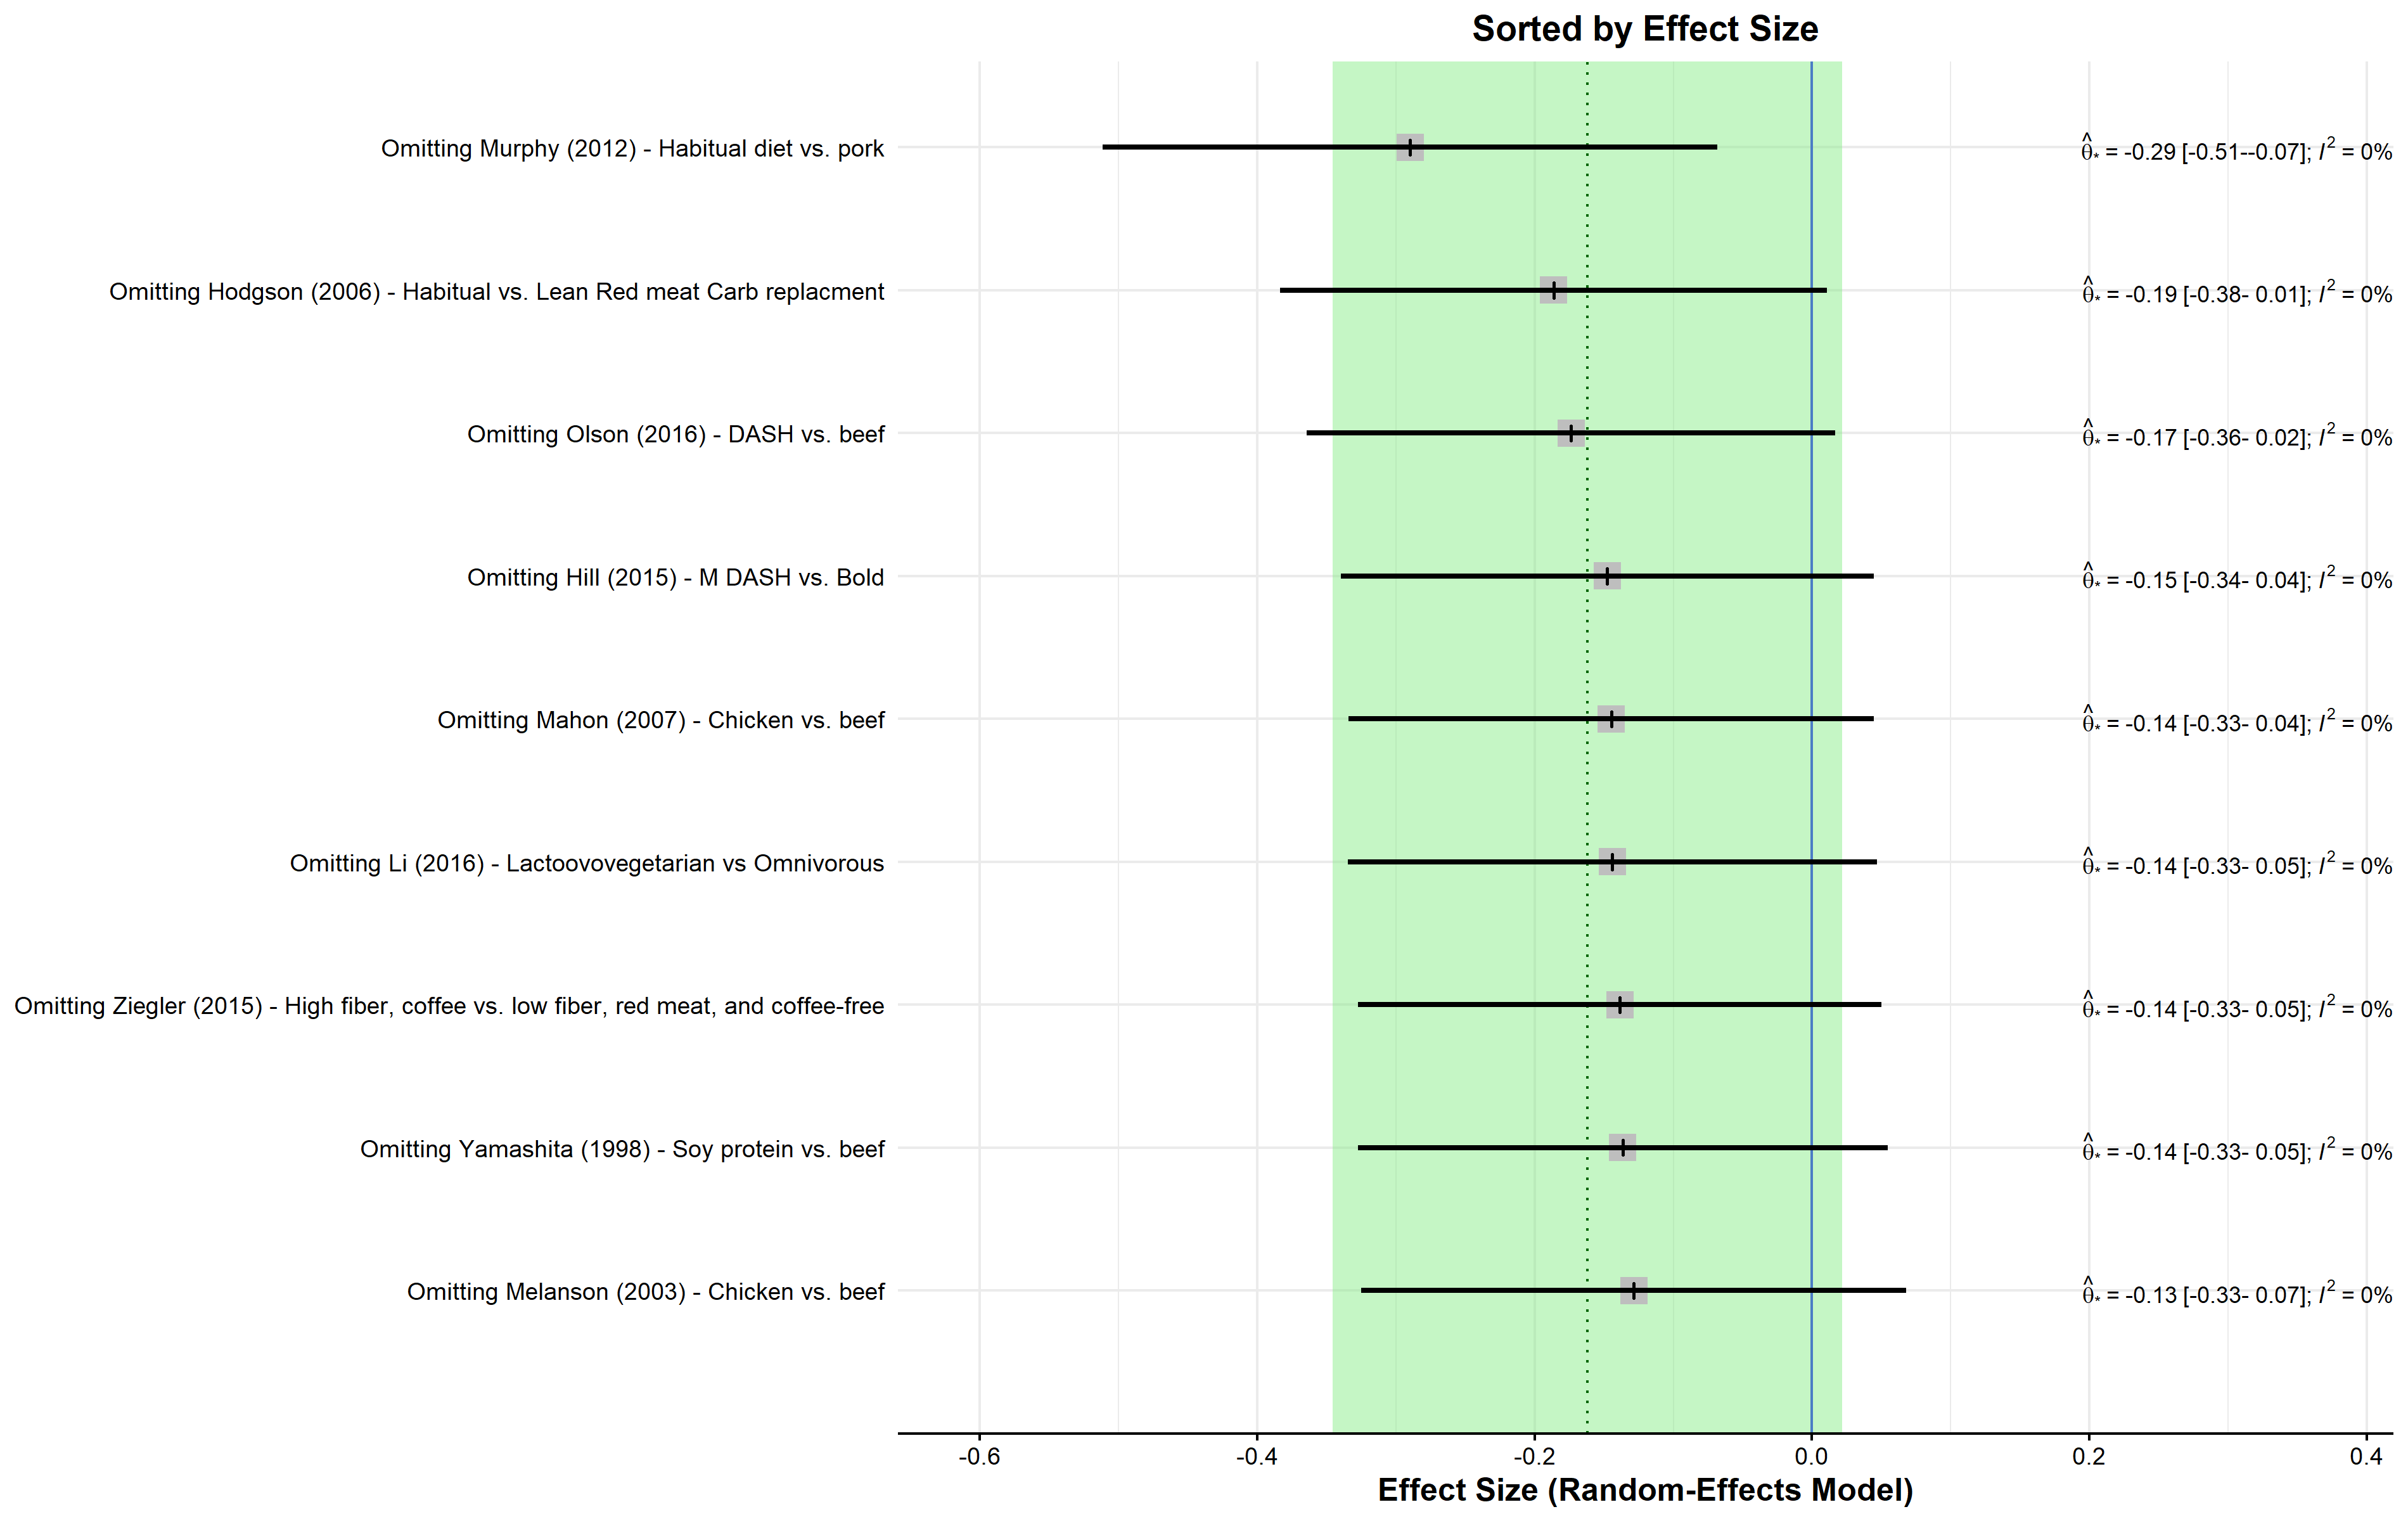 Sorted by Effect Size
Omitting Murphy (2012) - Habitual diet vs. pork
θ̂* = -0.29 [-0.51--0.07]; I² = 0%
Omitting Hodgson (2006) - Habitual vs. Lean Red meat Carb replacment
θ̂* = -0.19 [-0.38- 0.01]; I² = 0%
Omitting Olson (2016) - DASH vs. beef
θ̂* = -0.17 [-0.36- 0.02]; I² = 0%
Omitting Hill (2015) - M DASH vs. Bold
θ̂* = -0.15 [-0.34- 0.04]; I² = 0%
Omitting Mahon (2007) - Chicken vs. beef
θ̂* = -0.14 [-0.33- 0.04]; I² = 0%
Omitting Li (2016) - Lactoovovegetarian vs Omnivorous
θ̂* = -0.14 [-0.33- 0.05]; I² = 0%
Omitting Ziegler (2015) - High fiber, coffee vs. low fiber, red meat, and coffee-free
θ̂* = -0.14 [-0.33- 0.05]; I² = 0%
Omitting Yamashita (1998) - Soy protein vs. beef
θ̂* = -0.14 [-0.33- 0.05]; I² = 0%
Omitting Melanson (2003) - Chicken vs. beef
θ̂* = -0.13 [-0.33- 0.07]; I² = 0%
-0.6 -0.4 -0.2 0.0 0.2 0.4
Effect Size (Random-Effects Model)